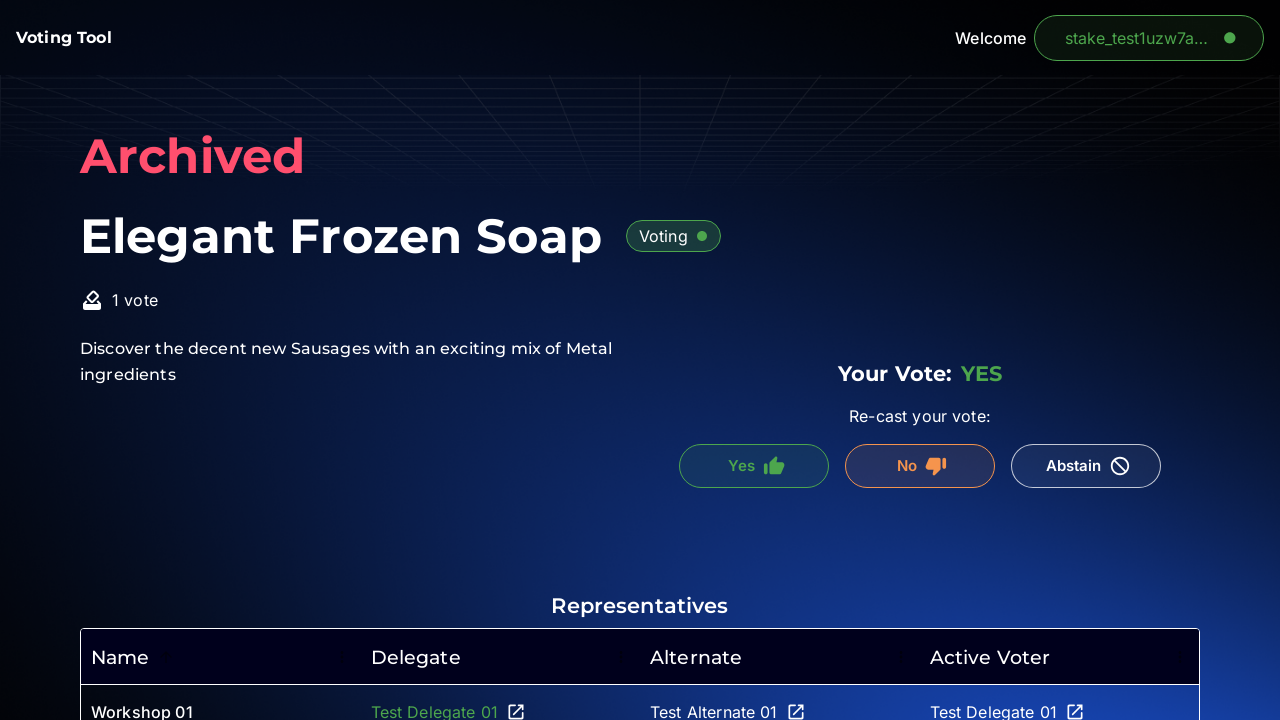 Voting Tool
Welcome
stake_test1uzw7a...
Archived
Elegant Frozen Soap
Voting
1 vote
Discover the decent new Sausages with an exciting mix of Metal
ingredients
Your Vote: YES
Re-cast your vote:
Yes
No
Abstain
Representatives
Name Delegate Alternate Active Voter
Workshop 01 Test Delegate 01 Test Alternate 01 Test Delegate 01